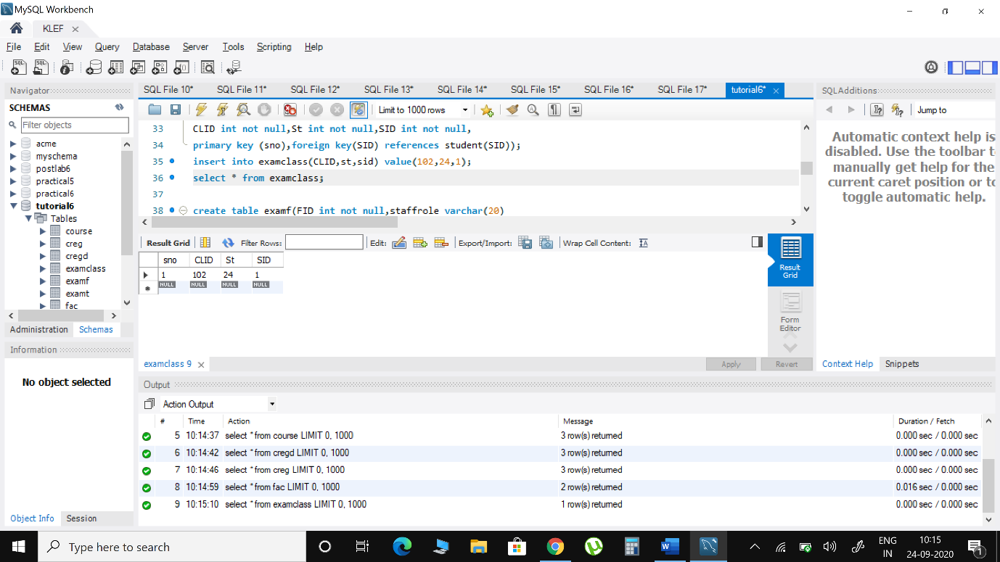 MySQL Workbench
KLEF
File Edit View Query Database Server Tools Scripting Help
Navigator
SCHEMAS
Filter objects
acme
myschema
postlab6
practical5
practical6
tutorial6
Tables
course
creg
cregd
examclass
examf
examt
fac
Administration Schemas
Information
No object selected
Object Info Session
SQL File 10* SQL File 11* SQL File 12* SQL File 13* SQL File 14* SQL File 15* SQL File 16* SQL File 17* tutorial6*
Limit to 1000 rows
33 CLID int not null,St int not null,SID int not null,
34 primary key (sno),foreign key(SID) references student(SID));
35 insert into examclass(CLID,st,sid) value(102,24,1);
36 select * from examclass;
37
38 create table examf(FID int not null,staffrole varchar(20)
Result Grid Filter Rows: Edit: Export/Import: Wrap Cell Content:
sno CLID St SID
1 102 24 1
NULL NULL NULL NULL
Result
Grid
Form
Editor
examclass 9
Apply Revert
SQLAdditions
Jump to
Automatic context help is
disabled. Use the toolbar t
manually get help for the
current caret position or to
toggle automatic help.
Context Help Snippets
Output
Action Output
# Time Action Message Duration / Fetch
5 10:14:37 select * from course LIMIT 0, 1000 3 row(s) returned 0.000 sec / 0.000 sec
6 10:14:42 select * from cregd LIMIT 0, 1000 3 row(s) returned 0.000 sec / 0.000 sec
7 10:14:46 select * from creg LIMIT 0, 1000 3 row(s) returned 0.000 sec / 0.000 sec
8 10:14:59 select * from fac LIMIT 0, 1000 2 row(s) returned 0.016 sec / 0.000 sec
9 10:15:10 select * from examclass LIMIT 0, 1000 1 row(s) returned 0.000 sec / 0.000 sec
Type here to search
ENG
IN
10:15
24-09-2020
1